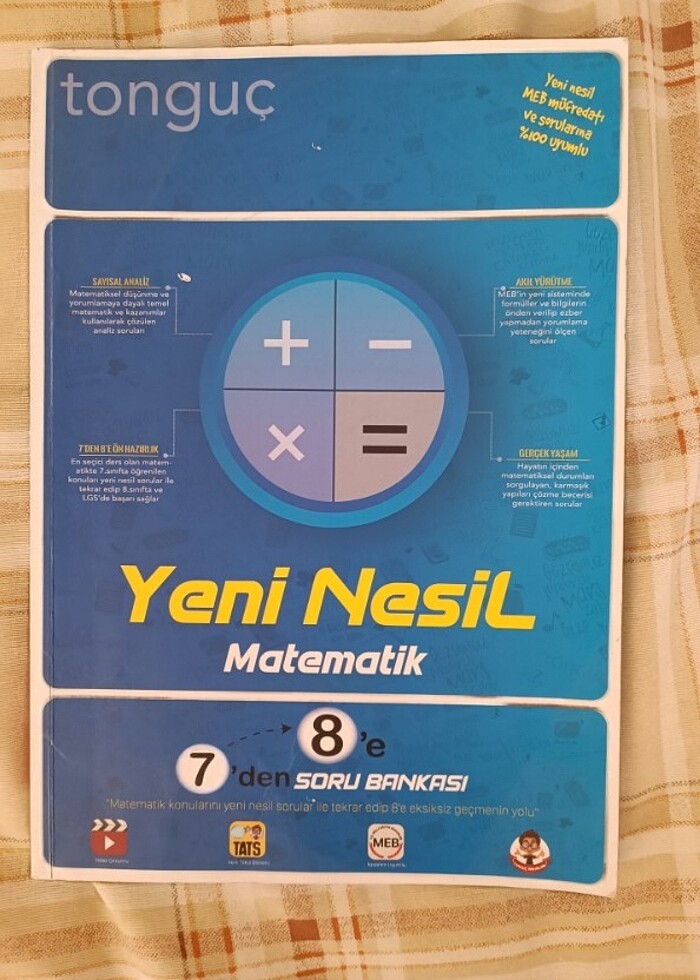 tonguç
Yeni nesil
MEB müfredatı
ve sorularına
%100 uyumlu
SAYISAL ANALİZ
Matematiksel düşünme ve
yorumlamaya dayalı temel
matematik ve kazanımlar
kullanılarak çözülen
analiz soruları
AKIL YÜRÜTME
MEB'in yeni sisteminde
formüller ve bilgilerin
önden verilip ezber
yapmadan yorumlama
yeteneğini ölçen
sorular
+ −
× =
7'DEN 8'E ÖN HAZIRLIK
En seçici ders olan matem-
atikte 7.sınıfta öğrenilen
konuları yeni nesil sorular ile
tekrar edip 8.sınıfta ve
LGS'de başarı sağlar
GERÇEK YAŞAM
Hayatın içinden
matematiksel durumları
sorgulayan, karmaşık
yapıları çözme becerisi
gerektiren sorular
Yeni Nesil
Matematik
7'den 8'e
SORU BANKASI
"Matematik konularını yeni nesil sorular ile tekrar edip 8'e eksiksiz geçmenin yolu"
TATS
MEB
Video Çözümlü